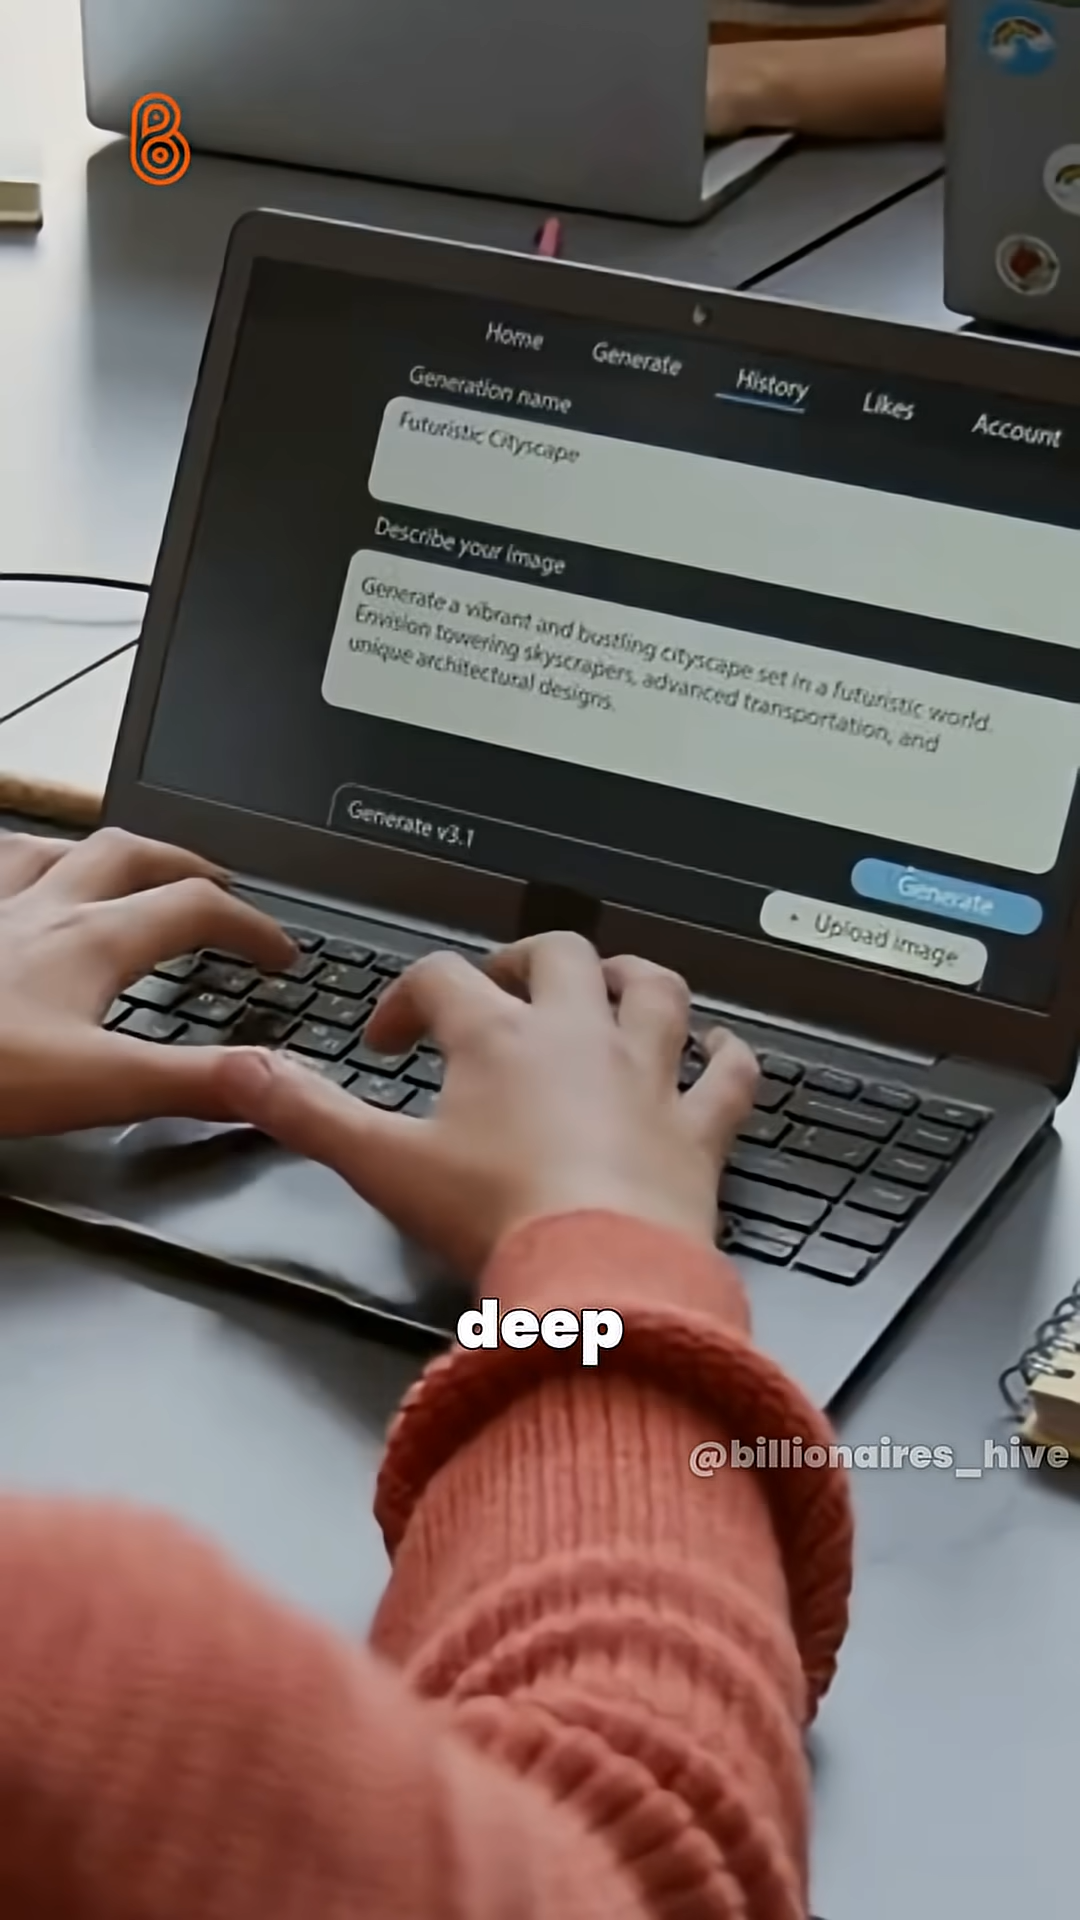 Home Generate History Likes Account
Generation name
Futuristic Cityscape
Describe your image
Generate a vibrant and bustling cityscape set in a futuristic world.
Envision towering skyscrapers, advanced transportation, and
unique architectural designs.
Generate v3.1
Generate
Upload image
deep
@billionaires_hive